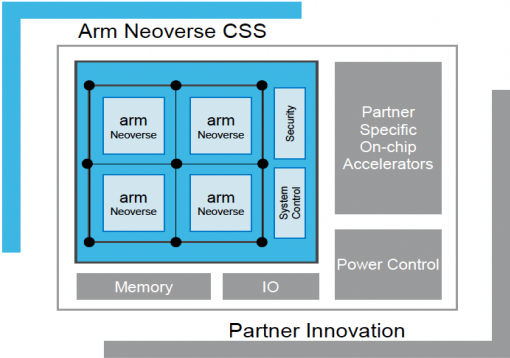 Arm Neoverse CSS
arm
Neoverse
arm
Neoverse
Security
arm
Neoverse
arm
Neoverse
System
Control
Partner
Specific
On-chip
Accelerators
Power Control
Memory
IO
Partner Innovation